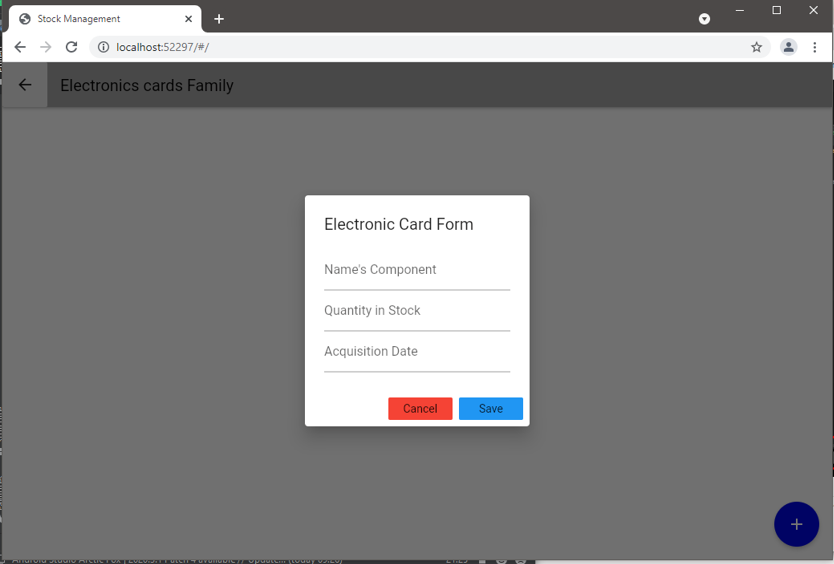 Stock Management
localhost:52297/#/
Electronics cards Family
Electronic Card Form
Name's Component
Quantity in Stock
Acquisition Date
Cancel
Save